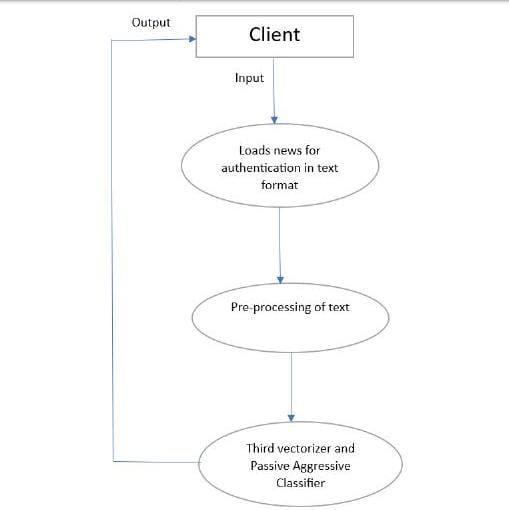 Output
Client
Input
Loads news for
authentication in text
format
Pre-processing of text
Third vectorizer and
Passive Aggressive
Classifier